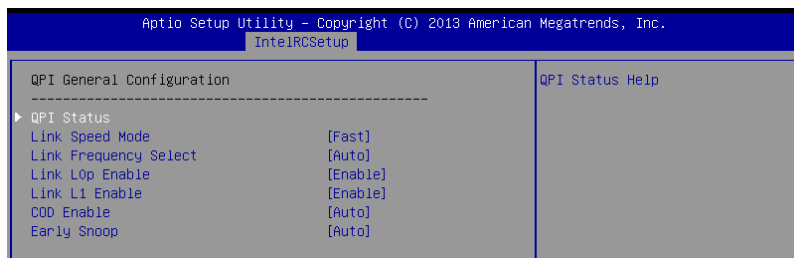 Aptio Setup Utility – Copyright (C) 2013 American Megatrends, Inc.
IntelRCSetup
QPI General Configuration
QPI Status Help
--------------------------------------------------
QPI Status
Link Speed Mode [Fast]
Link Frequency Select [Auto]
Link L0p Enable [Enable]
Link L1 Enable [Enable]
COD Enable [Auto]
Early Snoop [Auto]